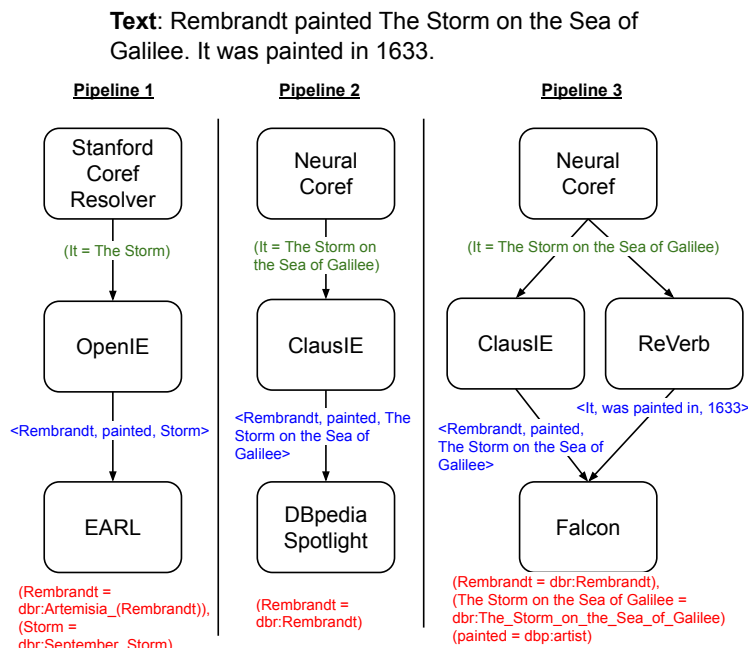 Text: Rembrandt painted The Storm on the Sea of
Galilee. It was painted in 1633.
Pipeline 1
Stanford
Coref
Resolver
(It = The Storm)
OpenIE
<Rembrandt, painted, Storm>
EARL
(Rembrandt =
dbr:Artemisia_(Rembrandt)),
(Storm =
dbr:September_Storm)
Pipeline 2
Neural
Coref
(It = The Storm on
the Sea of Galilee)
ClausIE
<Rembrandt, painted, The
Storm on the Sea of
Galilee>
DBpedia
Spotlight
(Rembrandt =
dbr:Rembrandt)
Pipeline 3
Neural
Coref
(It = The Storm on the Sea of Galilee)
ClausIE
ReVerb
<It, was painted in, 1633>
<Rembrandt, painted,
The Storm on the Sea of
Galilee>
Falcon
(Rembrandt = dbr:Rembrandt),
(The Storm on the Sea of Galilee =
dbr:The_Storm_on_the_Sea_of_Galilee)
(painted = dbp:artist)